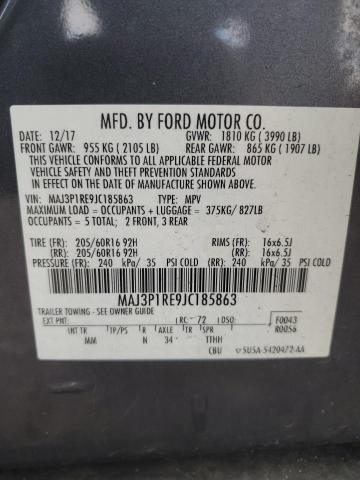 MFD. BY FORD MOTOR CO.
12/17 GVWR: 1810 KG ( 3990 LB)
FRONT GAWR: 955 KG ( 2105 LB) REAR GAWR: 865 KG ( 1907 LB)
THIS VEHICLE CONFORMS TO ALL APPLICABLE FEDERAL MOTOR
VEHICLE SAFETY AND THEFT PREVENTION STANDARDS IN EFFECT ON
THE DATE OF MANUFACTURE SHOWN ABOVE.
VIN: MAJ3P1RE9JC185863 TYPE: MPV
MAXIMUM LOAD = OCCUPANTS + LUGGAGE = 375KG/ 827LB
OCCUPANTS = 5 TOTAL: 2 FRONT, 3 REAR
TIRE (FR): 205/60R16 92H RIMS (FR): 16x6.5J
(RR): 205/60R16 92H (RR): 16x6.5J
PRESSURE (FR) 240 kPa/ 35 PSI COLD (RR) 240 kPa/ 35 PSI COLD
MAJ3P1RE9JC185863
TRAILER TOWING - SEE OWNER GUIDE
EXT PNT: RC: 72 DSO: F0043
INT TR TP/PS R AXLE TR SPR R0056
MM N 34 TTHH
CBU 5U5A-5420472-AA